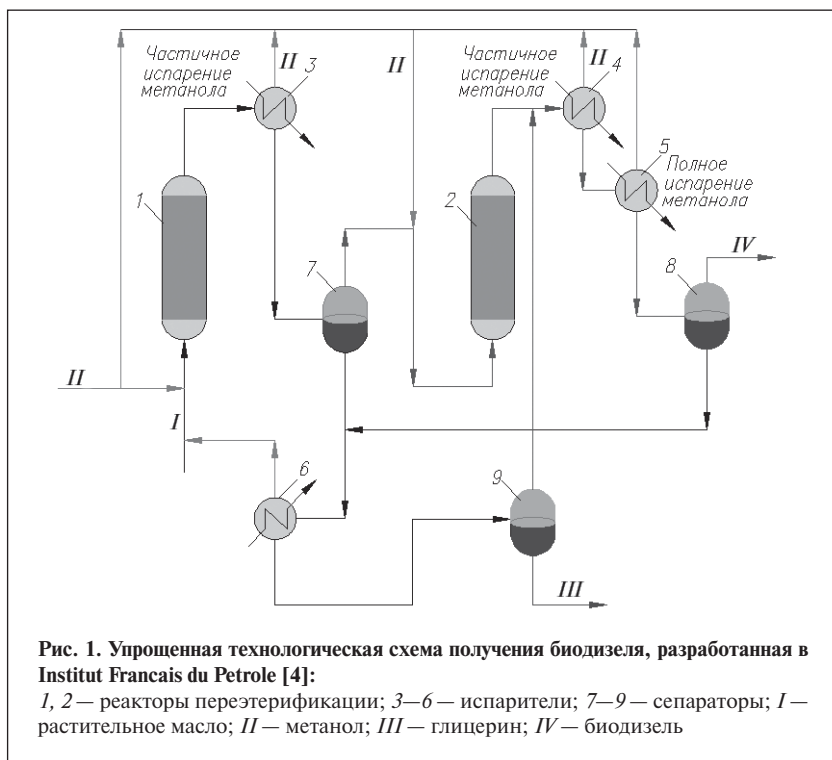 Частичное
испарение
метанола
II
3
II
Частичное
испарение
метанола
II
4
5
Полное
испарение
метанола
1
2
7
8
IV
II
I
6
9
III
Рис. 1. Упрощенная технологическая схема получения биодизеля, разработанная в
Institut Francais du Petrole [4]:
1, 2 — реакторы переэтерификации; 3—6 — испарители; 7—9 — сепараторы; I —
растительное масло; II — метанол; III — глицерин; IV — биодизель